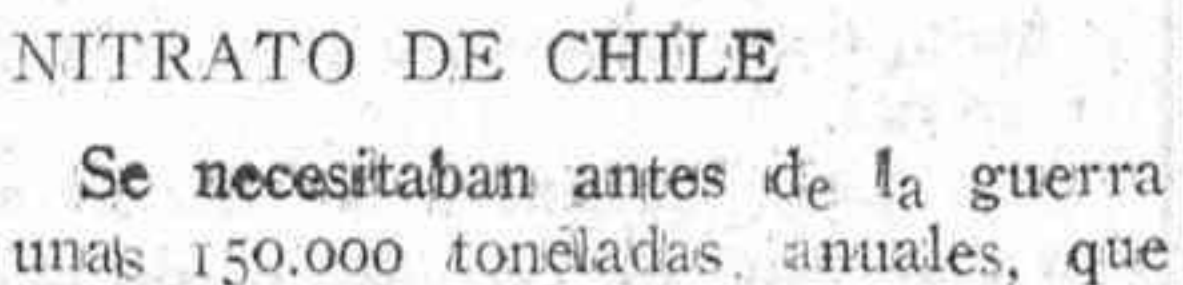 NITRATO DE CHILE
Se necesitaban antes de la guerra
unas 150.000 toneladas anuales, que